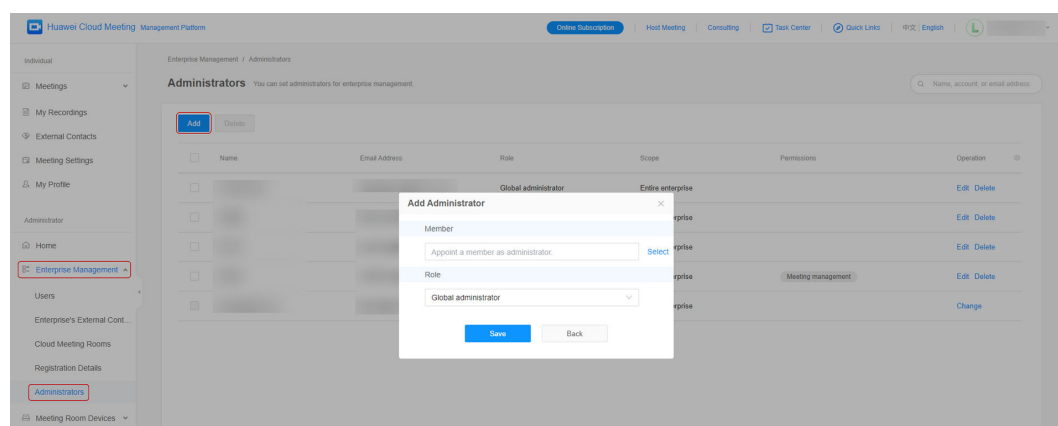 Huawei Cloud Meeting Management Platform
Online Subscription
Host Meeting
Consulting
Task Center
Quick Links
中文 English
L
Individual
Meetings
My Recordings
External Contacts
Meeting Settings
My Profile
Administrator
Home
Enterprise Management
Users
Enterprise's External Cont...
Cloud Meeting Rooms
Registration Details
Administrators
Meeting Room Devices
Enterprise Management / Administrators
Administrators You can set administrators for enterprise management.
Name, account, or email address
Add Delete
Name Email Address Role Scope Permissions Operation
Global administrator Entire enterprise Edit Delete
rprise Edit Delete
rprise Edit Delete
rprise Meeting management Edit Delete
rprise Change
Add Administrator
Member
Appoint a member as administrator. Select
Role
Global administrator
Save Back